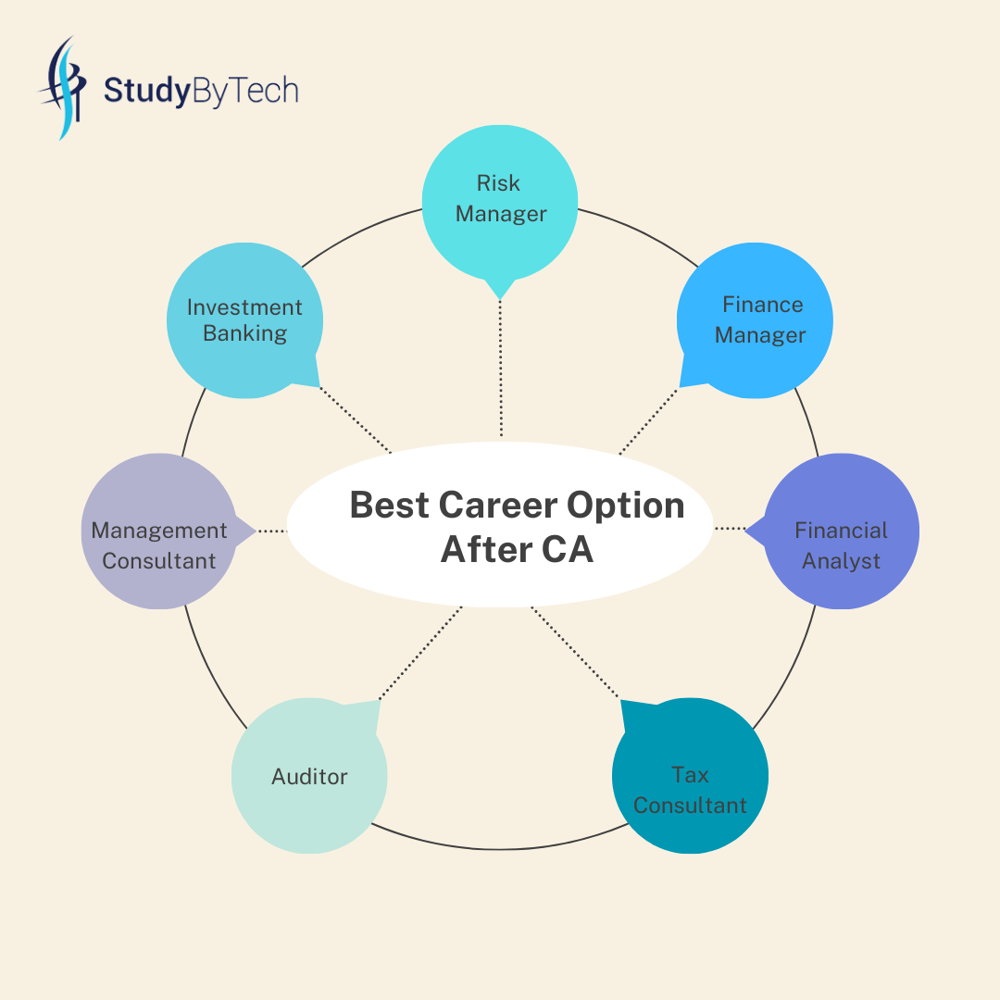 StudyByTech
Risk
Manager
Investment
Banking
Finance
Manager
Best Career Option
After CA
Management
Consultant
Financial
Analyst
Auditor
Tax
Consultant